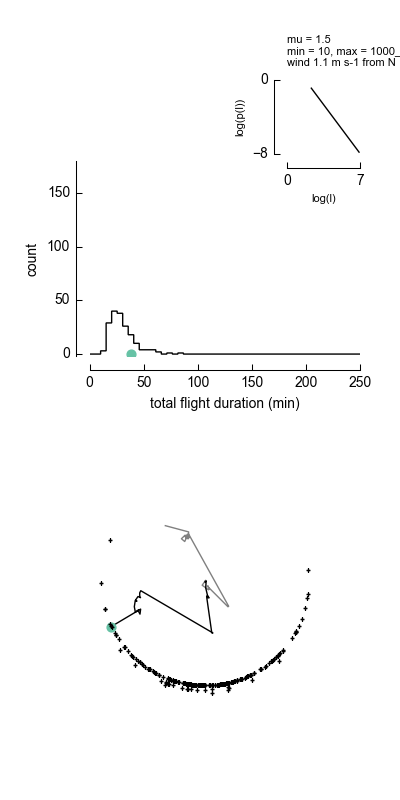 mu = 1.5
min = 10, max = 1000_
wind 1.1 m s-1 from N
0
−8
log(p(l))
0
7
log(l)
150
100
50
0
count
0
50
100
150
200
250
total flight duration (min)